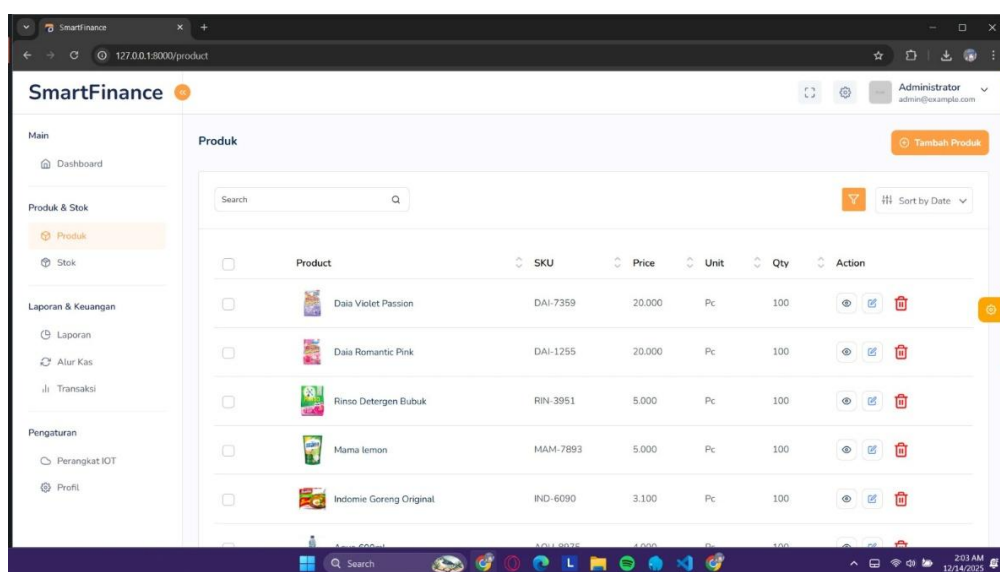 SmartFinance
127.0.0.1:8000/product
SmartFinance
Administrator
admin@example.com
Main
Dashboard
Produk & Stok
Produk
Stok
Laporan & Keuangan
Laporan
Alur Kas
Transaksi
Pengaturan
Perangkat IOT
Profil
Produk
Tambah Produk
Search
Sort by Date
Product SKU Price Unit Qty Action
Daia Violet Passion DAI-7359 20.000 Pc 100
Daia Romantic Pink DAI-1255 20.000 Pc 100
Rinso Detergen Bubuk RIN-3951 5.000 Pc 100
Mama lemon MAM-7893 5.000 Pc 100
Indomie Goreng Original IND-6090 3.100 Pc 100
Search
2:03 AM
12/14/2025